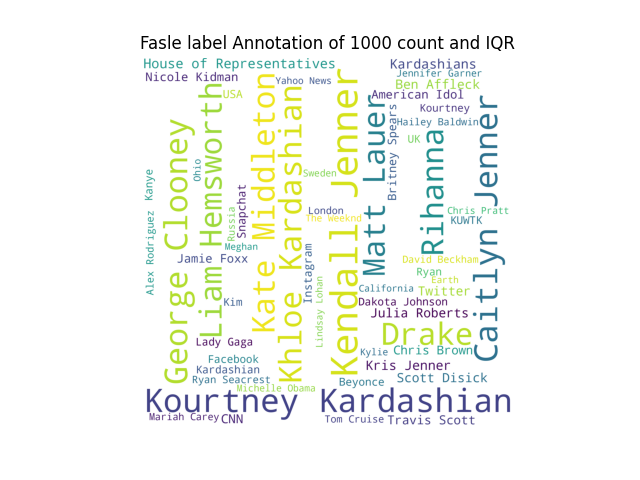 Fasle label Annotation of 1000 count and IQR
House of Representatives
Kardashians
Nicole Kidman
Yahoo News
Jennifer Garner
Ben Affleck
USA
American Idol
Kourtney
Hailey Baldwin
UK
George Clooney
Liam Hemsworth
Kate Middleton
Khloe Kardashian
Kendall Jenner
Matt Lauer
Britney Spears
Rihanna
Caitlyn Jenner
Ohio
Kanye
Alex Rodriguez
Snapchat
Russia
Sweden
London
The Weeknd
Chris Pratt
KUWTK
Meghan
Jamie Foxx
Instagram
Lindsay Lohan
David Beckham
Ryan
Earth
California
Twitter
Kim
Dakota Johnson
Julia Roberts
Drake
Lady Gaga
Kylie
Chris Brown
Facebook
Kris Jenner
Kardashian
Ryan Seacrest
Beyonce
Scott Disick
Michelle Obama
Kourtney Kardashian
Mariah Carey
CNN
Tom Cruise
Travis Scott